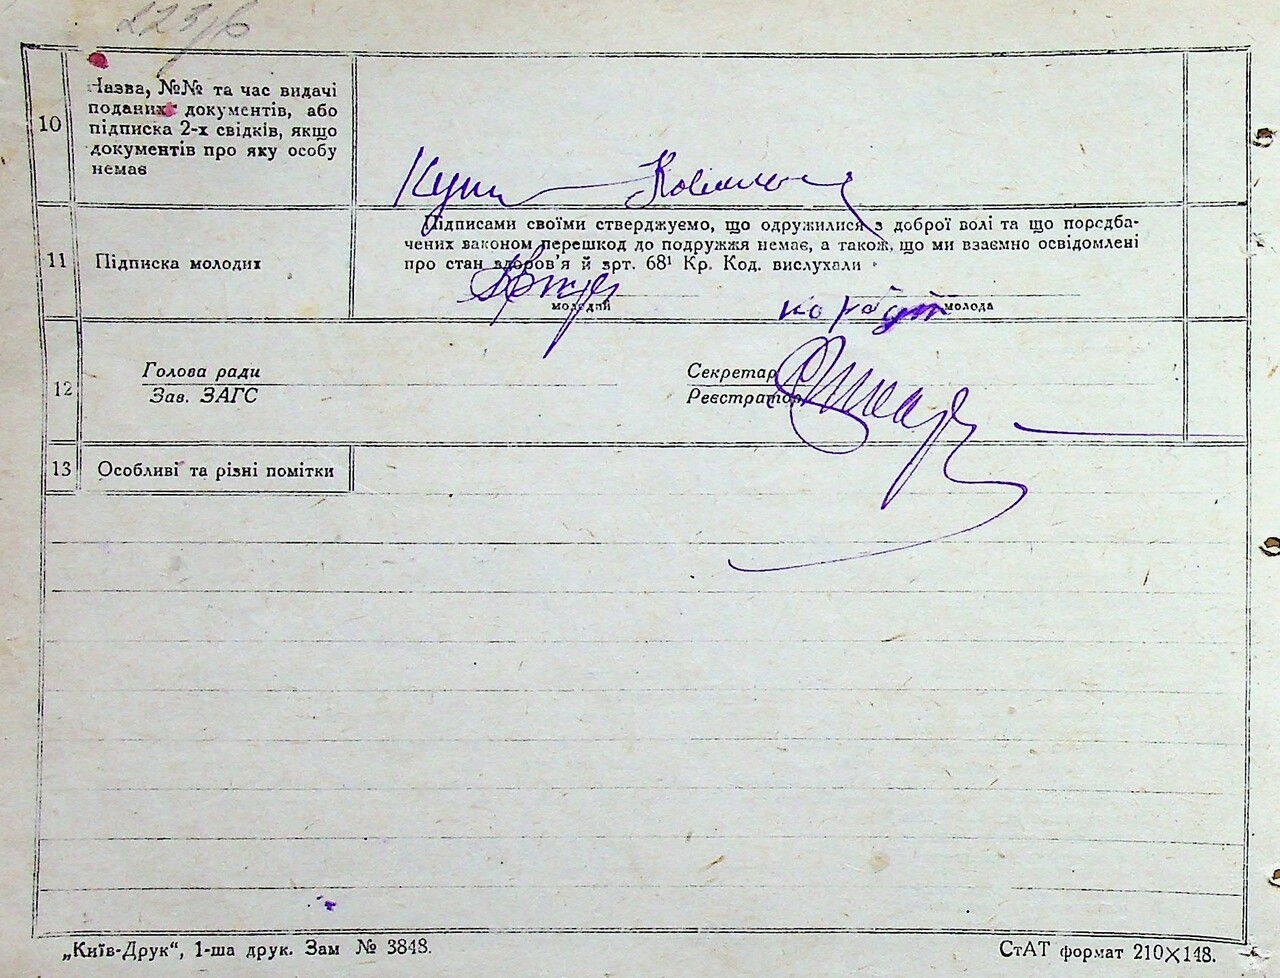 223/б
10
Назва, №№ та час видачі
поданих документів, або
підписка 2-х свідків, якщо
документів про яку особу
немає
11
Підписка молодих
Підписами своїми стверджуємо, що одружилися з доброї волі та що передба-
чених законом перешкод до подружжя немає, а також, що ми взаємно освідомлені
про стан здоров'я й арт. 68¹ Кр. Код. вислухали
молодий
молода
12
Голова ради
Зав. ЗАГС
Секретар
Реєстратор
13
Особливі та різні помітки
„Київ-Друк“, 1-ша друк. Зам № 3848.
СтАТ формат 210×148.